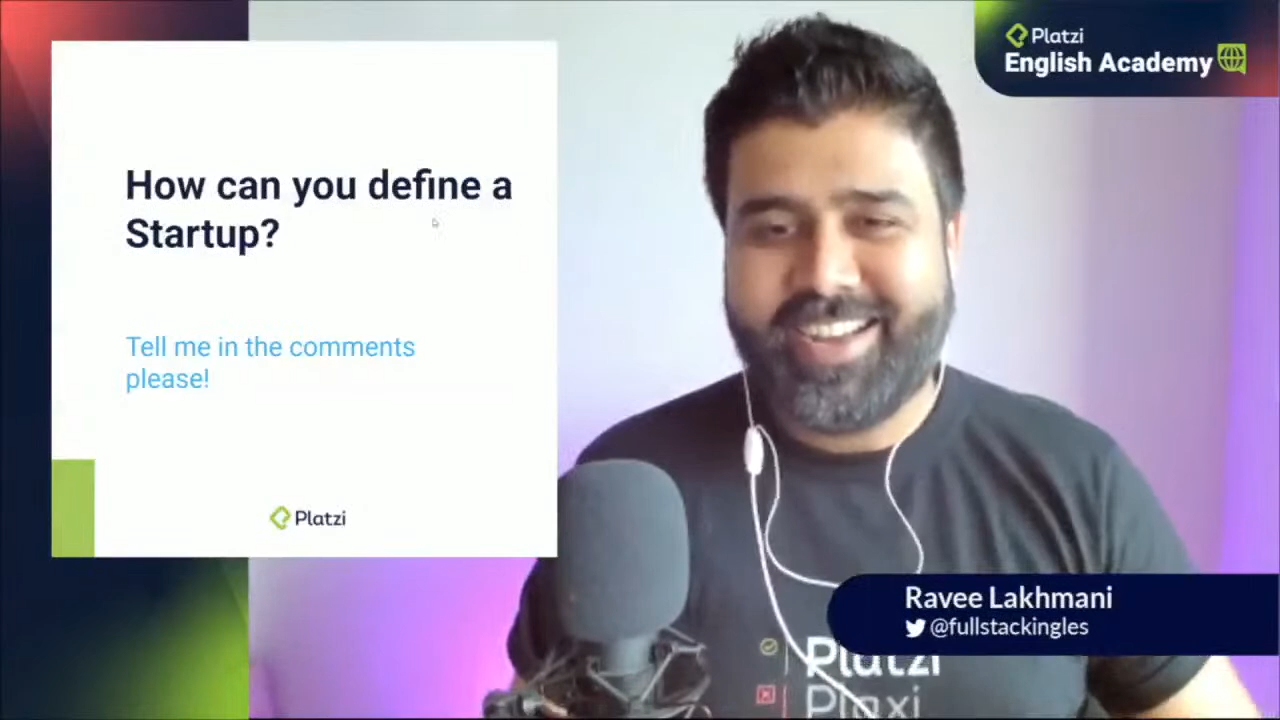 Platzi
English Academy
How can you define a
Startup?
Tell me in the comments
please!
Platzi
Ravee Lakhmani
@fullstackingles
Platzi
Plaxi